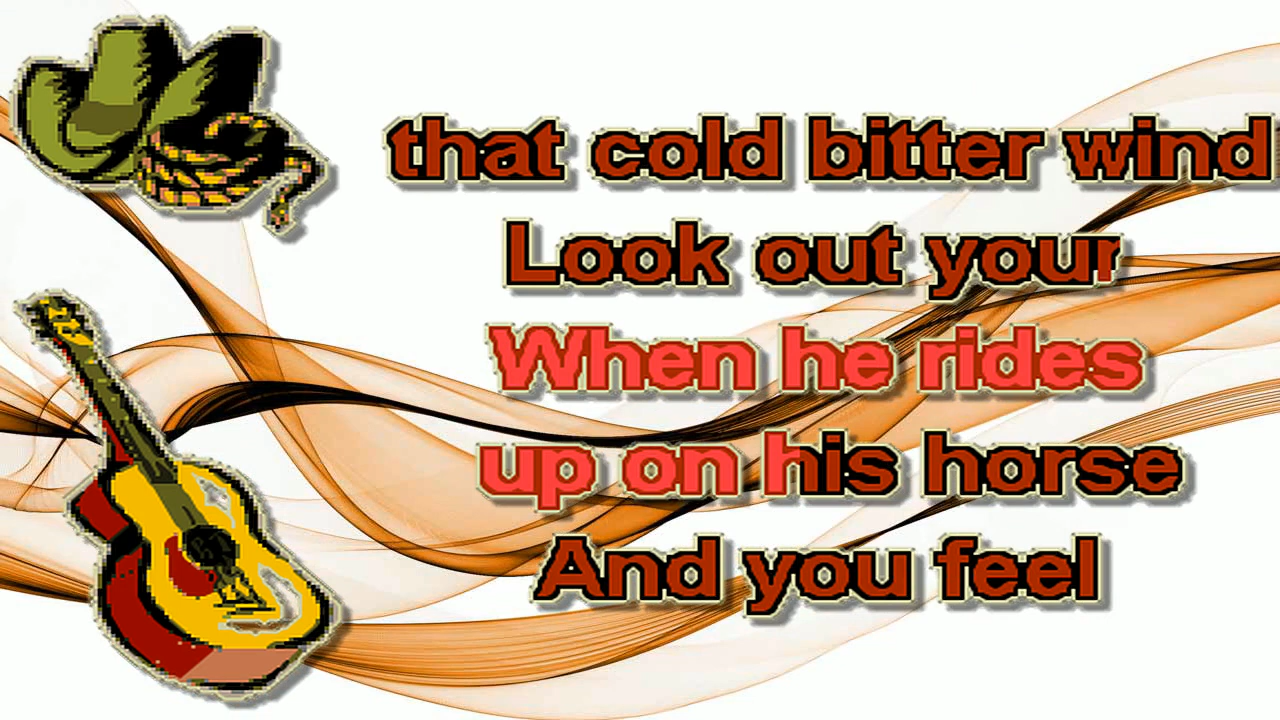 that cold bitter wind
Look out your
When he rides
up on his horse
And you feel